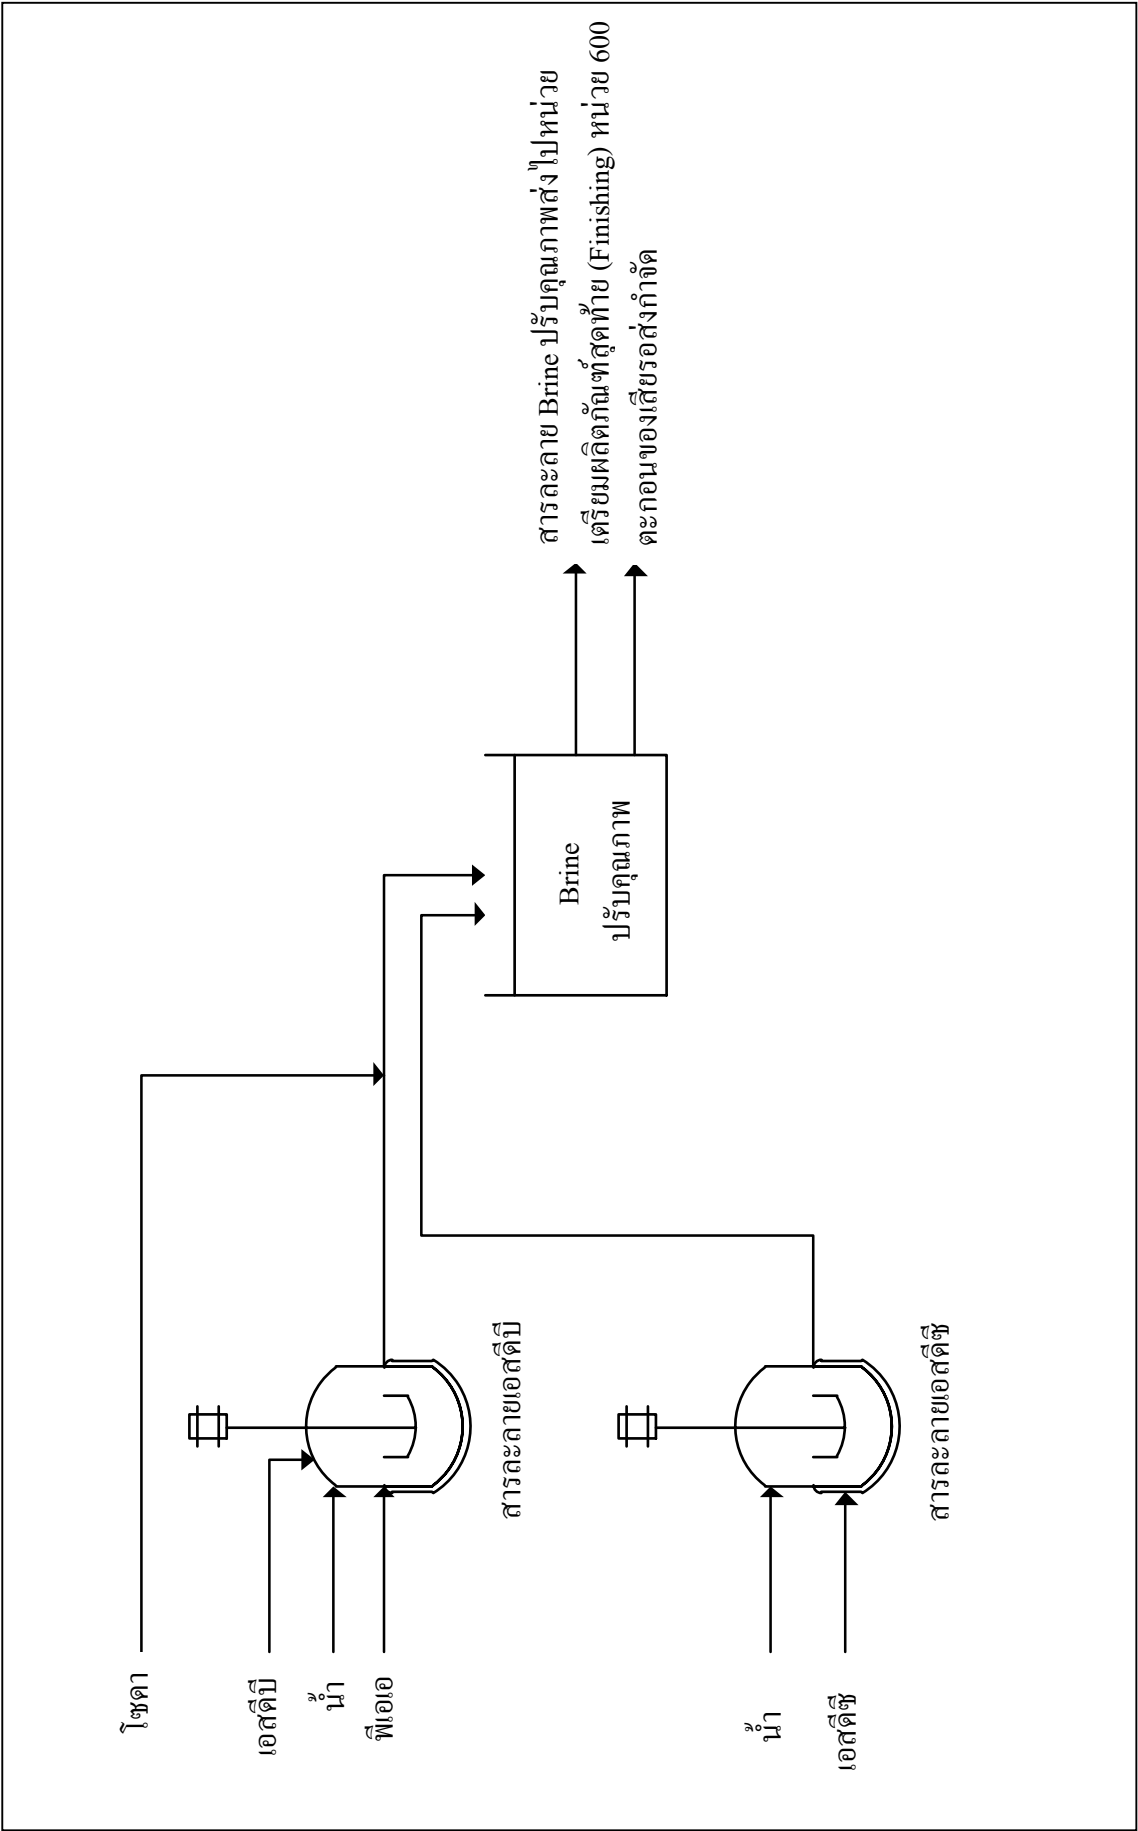 โซดา
เอสดีบี
น้ำ
พีเอเอ
สารละลายเอสดีบี
น้ำ
เอสดีซี
สารละลายเอสดีซี
Brine
ปรับคุณภาพ
สารละลาย Brine ปรับคุณภาพส่งไปหน่วย
เตรียมผลิตภัณฑ์สุดท้าย (Finishing) หน่วย 600
ตะกอนของเสียรอส่งกำจัด